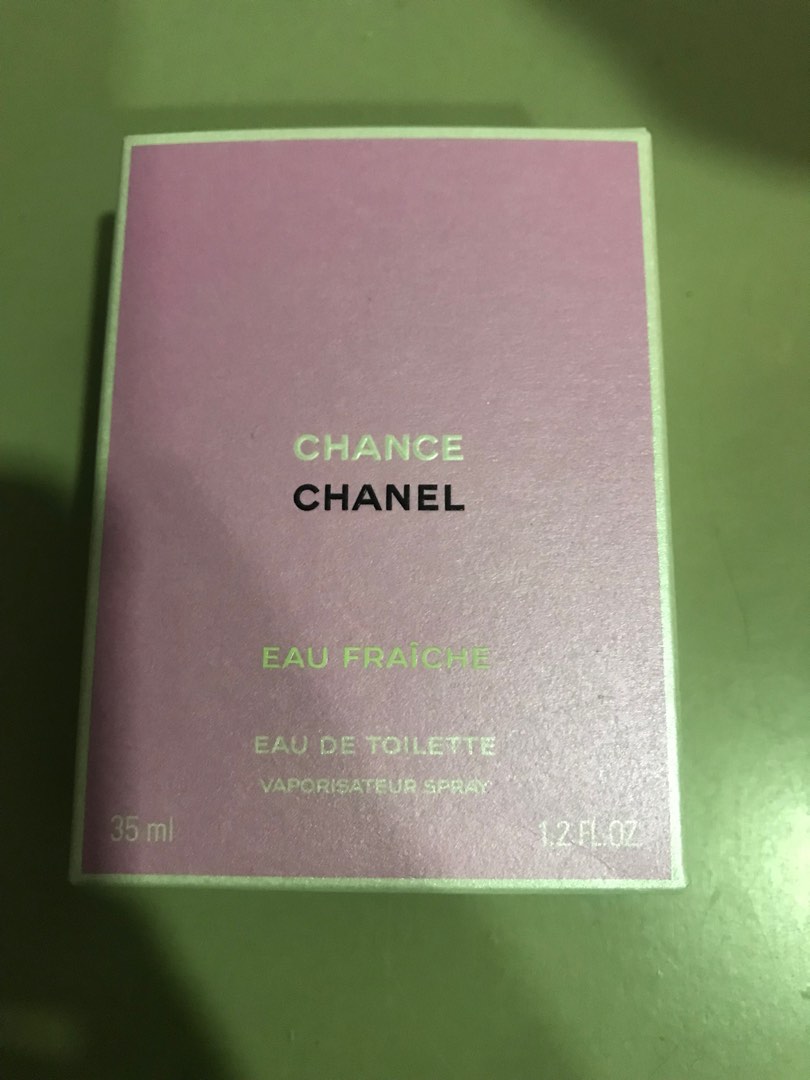 CHANCE
CHANEL
EAU FRAÎCHE
EAU DE TOILETTE
VAPORISATEUR SPRAY
35 ml 1.2 FL.OZ